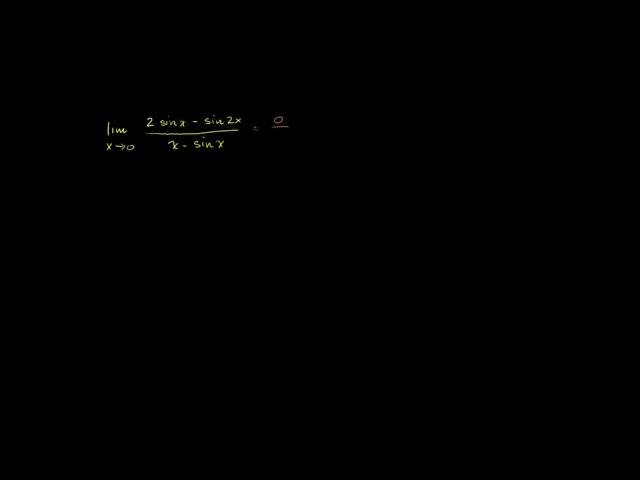 lim x→0 (2 sin x - sin 2x) / (x - sin x) = 0 /